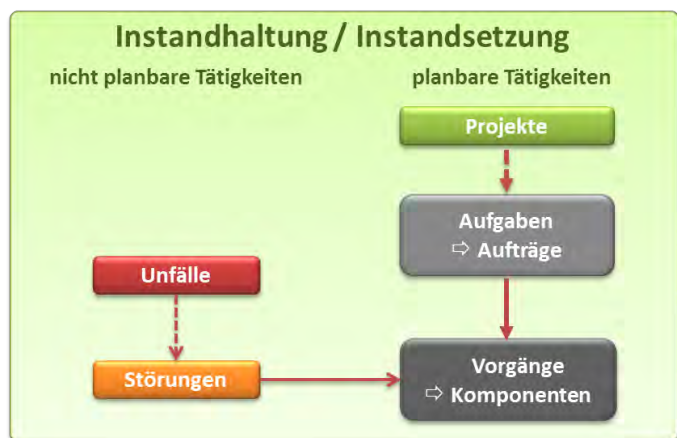 Instandhaltung / Instandsetzung
nicht planbare Tätigkeiten
planbare Tätigkeiten
Projekte
Aufgaben
⇨ Aufträge
Unfälle
Störungen
Vorgänge
⇨ Komponenten